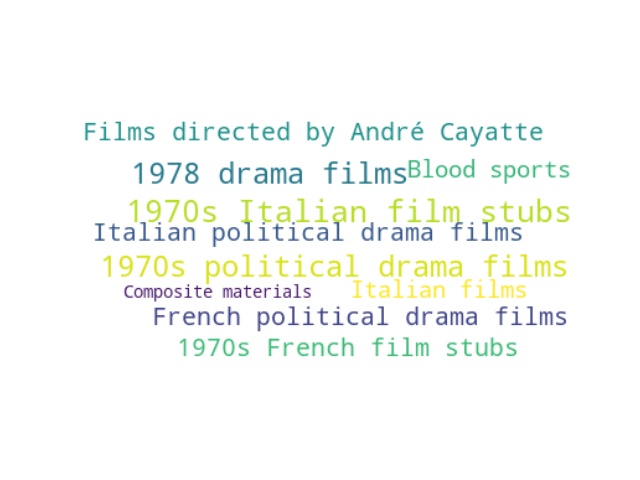 Films directed by André Cayatte
1978 drama films
Blood sports
1970s Italian film stubs
Italian political drama films
1970s political drama films
Composite materials
Italian films
French political drama films
1970s French film stubs